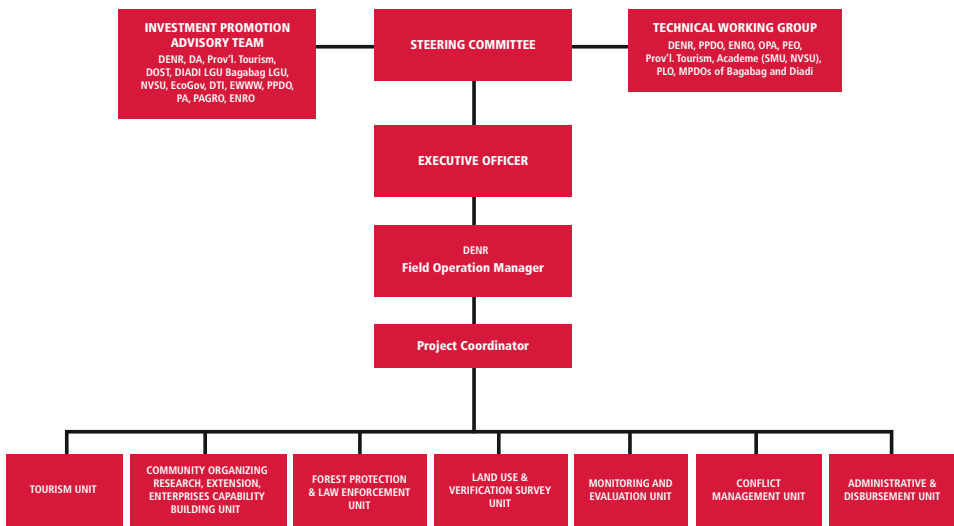 INVESTMENT PROMOTION
ADVISORY TEAM
DENR, DA, Prov'l. Tourism,
DOST, DIADI LGU Bagabag LGU,
NVSU, EcoGov, DTI, EWWW, PPDO,
PA, PAGRO, ENRO
STEERING COMMITTEE
TECHNICAL WORKING GROUP
DENR, PPDO, ENRO, OPA, PEO,
Prov'l. Tourism, Academe (SMU, NVSU),
PLO, MPDOs of Bagabag and Diadi
EXECUTIVE OFFICER
DENR
Field Operation Manager
Project Coordinator
TOURISM UNIT
COMMUNITY ORGANIZING
RESEARCH, EXTENSION,
ENTERPRISES CAPABILITY
BUILDING UNIT
FOREST PROTECTION
& LAW ENFORCEMENT
UNIT
LAND USE &
VERIFICATION SURVEY
UNIT
MONITORING AND
EVALUATION UNIT
CONFLICT
MANAGEMENT UNIT
ADMINISTRATIVE &
DISBURSEMENT UNIT